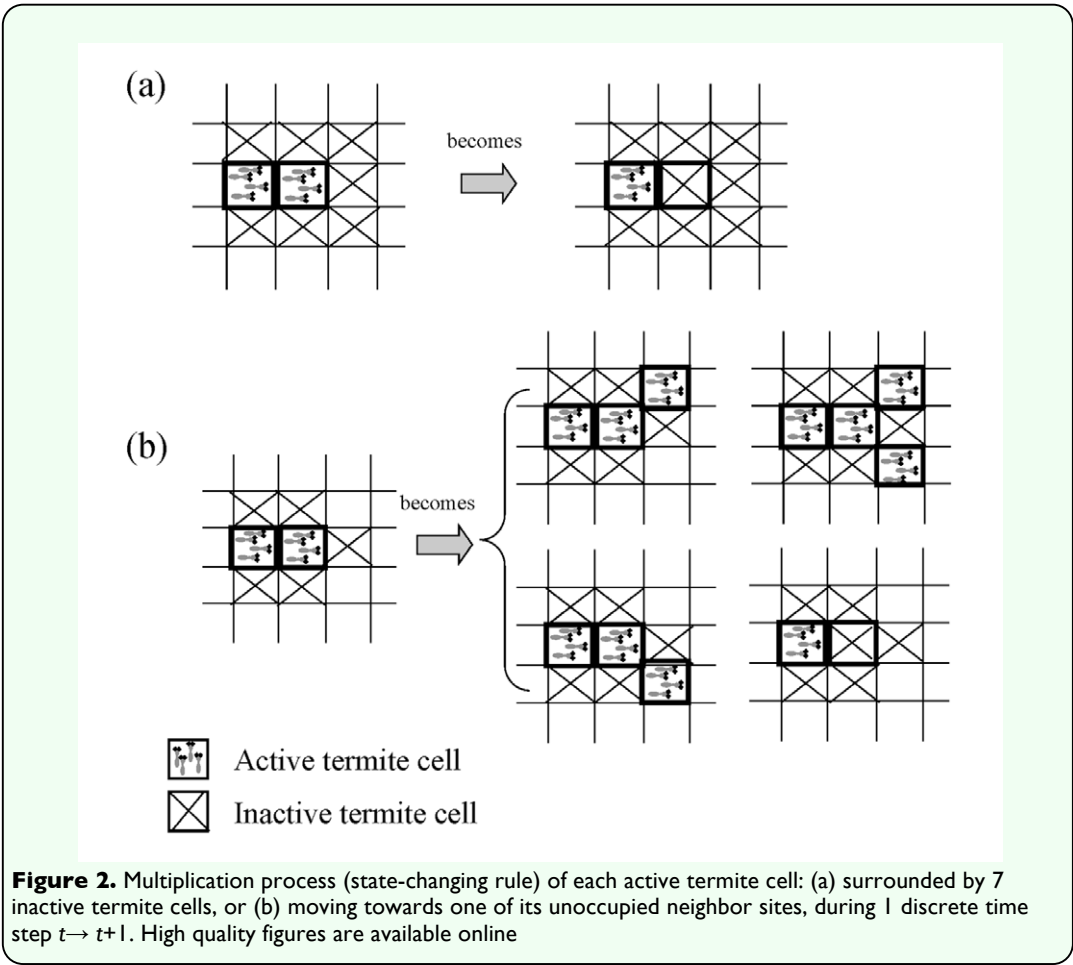 (a)
becomes
(b)
becomes
Active termite cell
Inactive termite cell
Figure 2. Multiplication process (state-changing rule) of each active termite cell: (a) surrounded by 7
inactive termite cells, or (b) moving towards one of its unoccupied neighbor sites, during 1 discrete time
step t→ t+1. High quality figures are available online